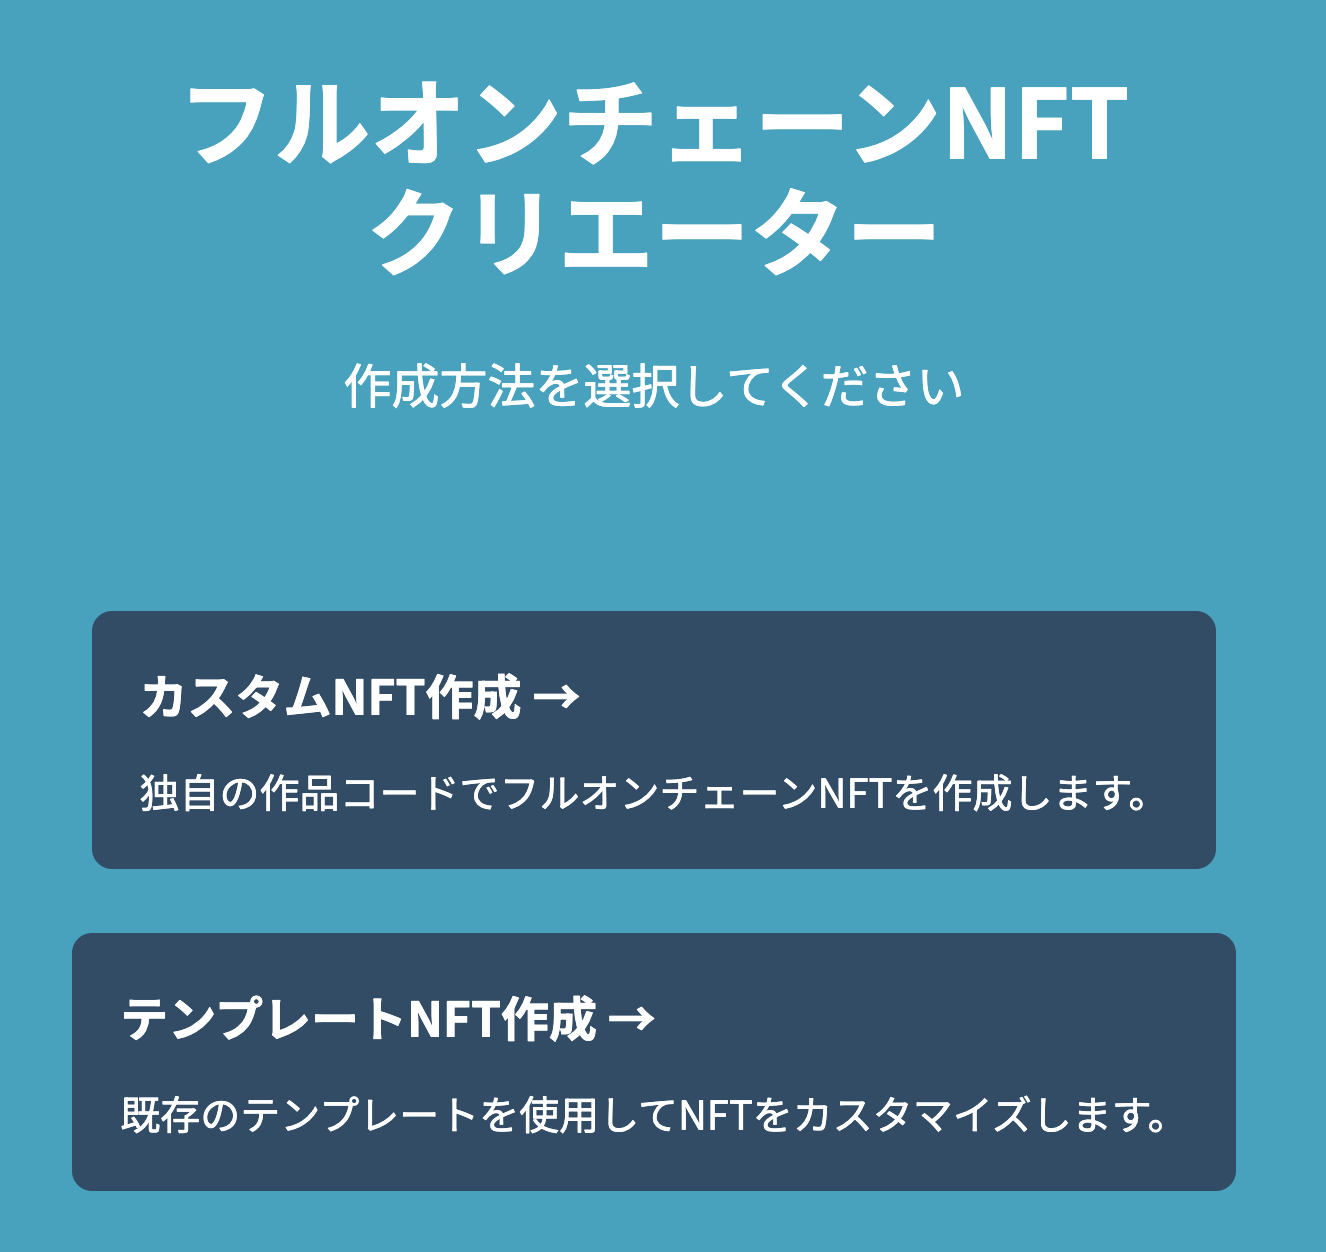 フルオンチェーンNFT
クリエーター
作成方法を選択してください
カスタムNFT作成 →
独自の作品コードでフルオンチェーンNFTを作成します。
テンプレートNFT作成 →
既存のテンプレートを使用してNFTをカスタマイズします。